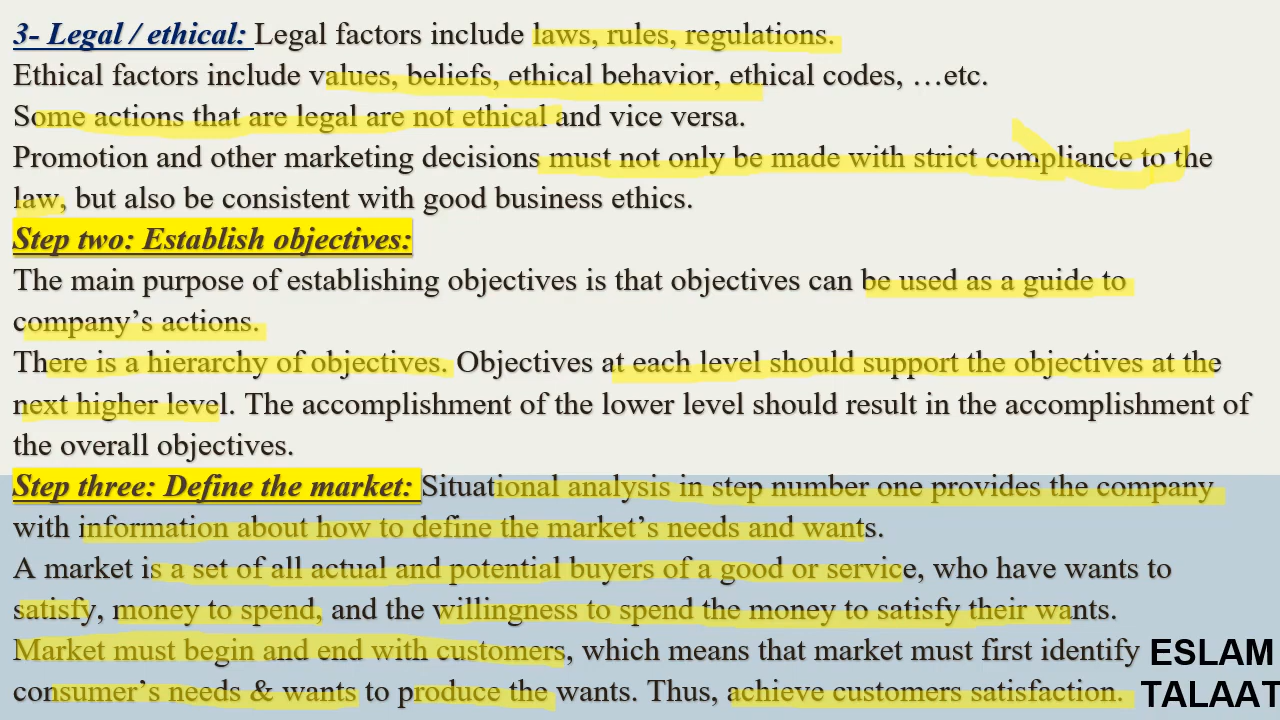 3- Legal / ethical: Legal factors include laws, rules, regulations.
Ethical factors include values, beliefs, ethical behavior, ethical codes, …etc.
Some actions that are legal are not ethical and vice versa.
Promotion and other marketing decisions must not only be made with strict compliance to the
law, but also be consistent with good business ethics.
Step two: Establish objectives:
The main purpose of establishing objectives is that objectives can be used as a guide to
company’s actions.
There is a hierarchy of objectives. Objectives at each level should support the objectives at the
next higher level. The accomplishment of the lower level should result in the accomplishment of
the overall objectives.
Step three: Define the market: Situational analysis in step number one provides the company
with information about how to define the market’s needs and wants.
A market is a set of all actual and potential buyers of a good or service, who have wants to
satisfy, money to spend, and the willingness to spend the money to satisfy their wants.
Market must begin and end with customers, which means that market must first identify
consumer’s needs & wants to produce the wants. Thus, achieve customers satisfaction.
ESLAM
TALAAT